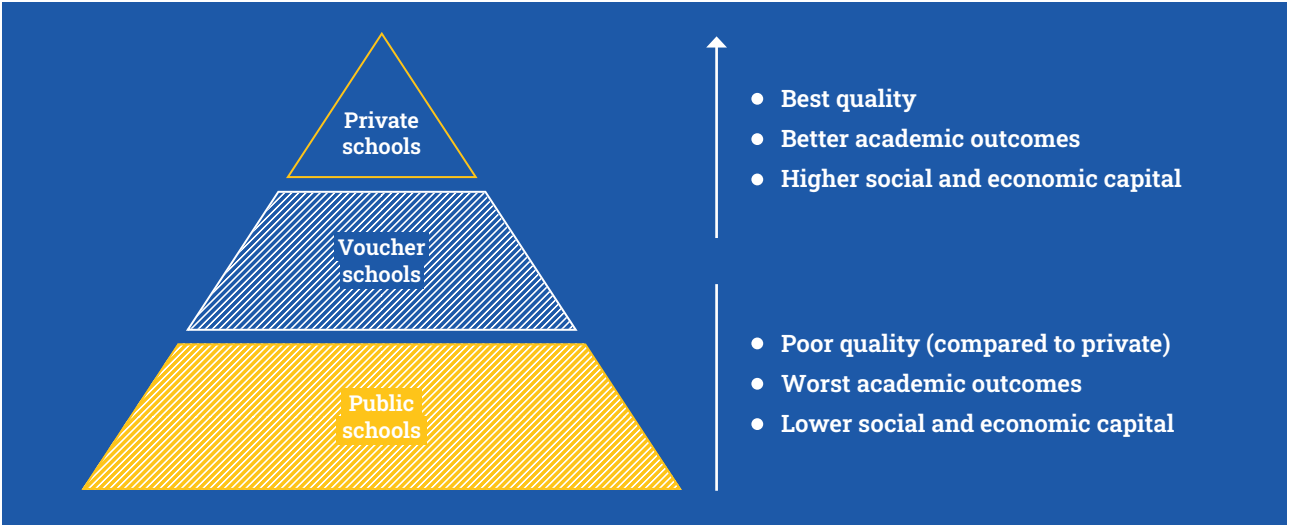 Private
schools
Voucher
schools
Public
schools
Best quality
Better academic outcomes
Higher social and economic capital
Poor quality (compared to private)
Worst academic outcomes
Lower social and economic capital